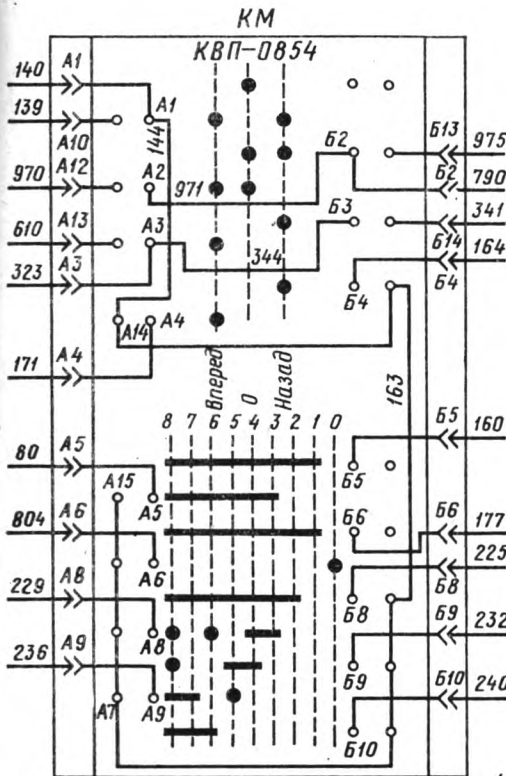 КМ
КВП-0854
140 А1
139 А1
А10 144
970 А12 А2 971
610 А13 А3
323 А3 344
А14 А4
171 А4
Б2 Б13 975
Б2 790
Б3 341
Б14 164
Б4 Б4
163
Вперед 0 Назад
8 7 6 5 4 3 2 1 0
80 А5 А15 А5
804 А6 А6
229 А8 А8
236 А9 А7 А9
Б5 160
Б5
Б6 Б6 177
225
Б8 Б8
Б9 232
Б9
Б10 240
Б10